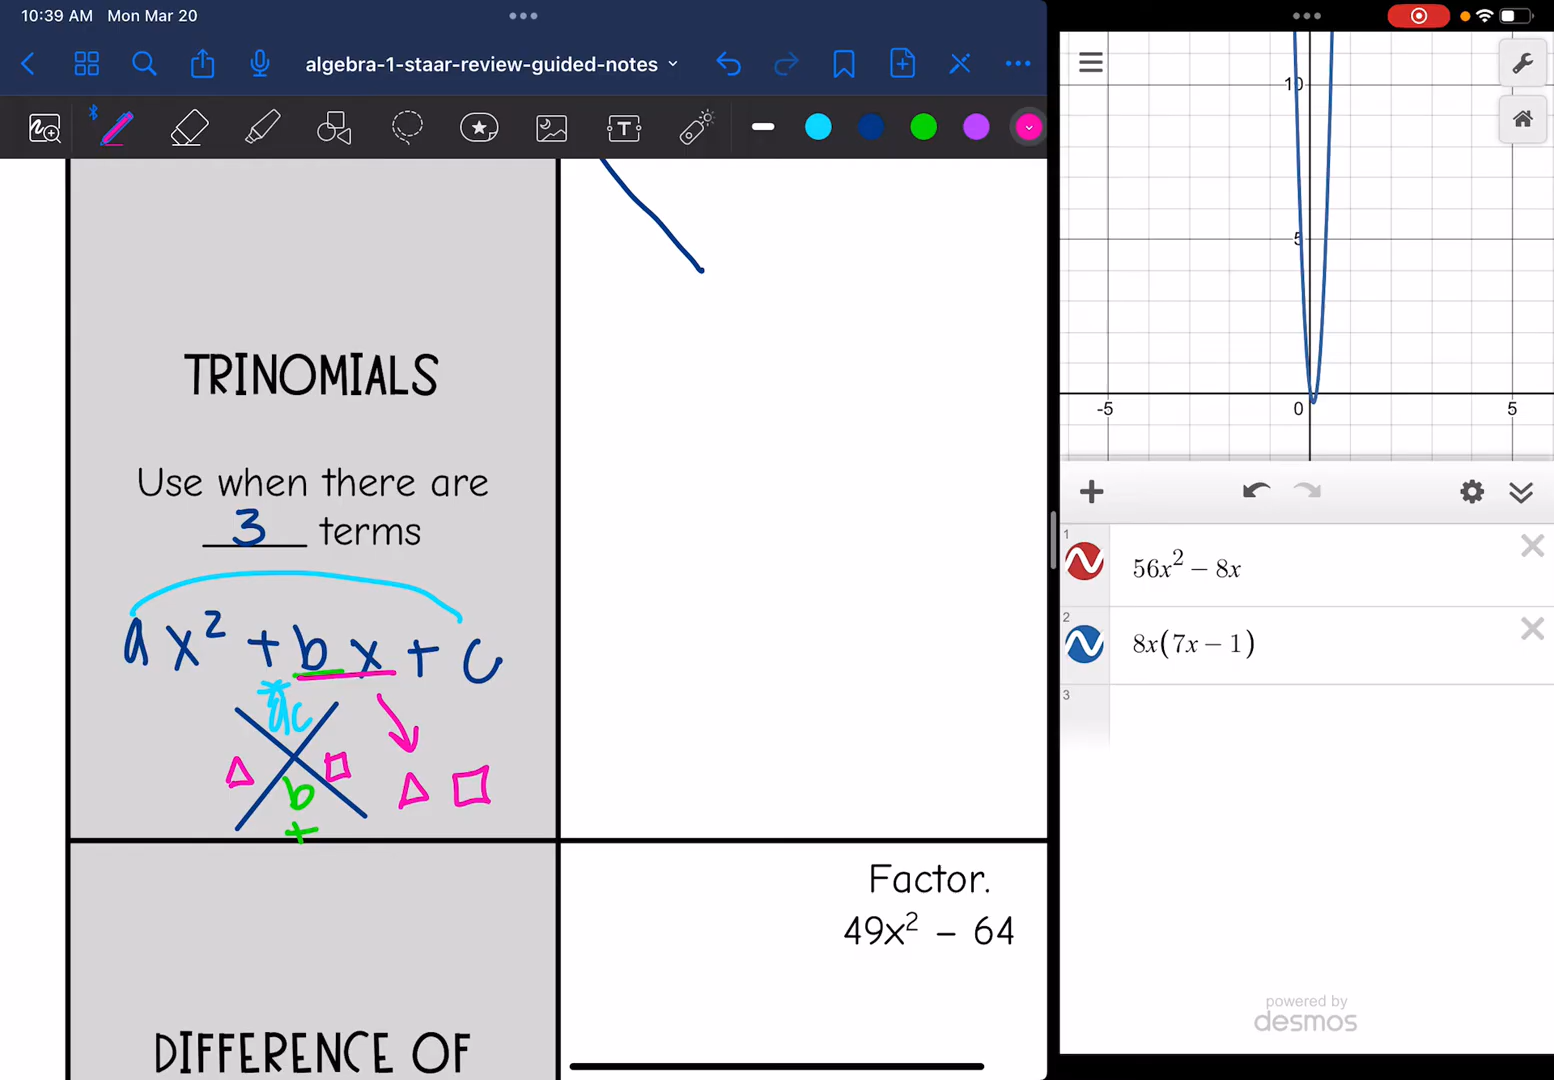 10:39 AM Mon Mar 20
algebra-1-staar-review-guided-notes
T
TRINOMIALS
Use when there are
3 terms
ax² + bx + c
*
ac
△ □
b
+
△ □
Factor.
49x² – 64
DIFFERENCE OF
10
5
-5 0 5
1
56x² − 8x
2
8x(7x − 1)
3
powered by
desmos